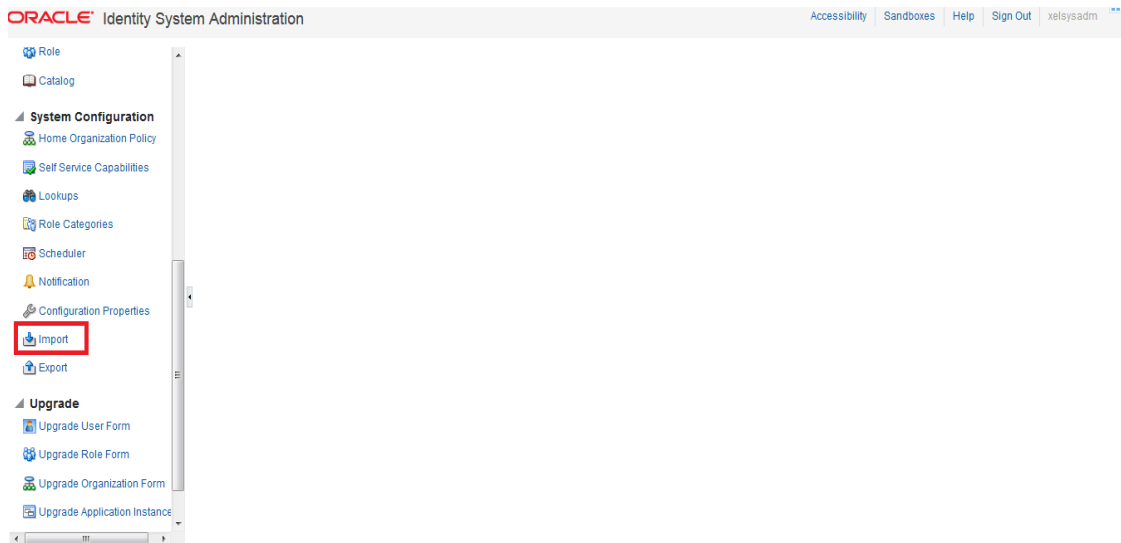 ORACLE® Identity System Administration
Accessibility Sandboxes Help Sign Out xelsysadm
Role
Catalog
System Configuration
Home Organization Policy
Self Service Capabilities
Lookups
Role Categories
Scheduler
Notification
Configuration Properties
Import
Export
Upgrade
Upgrade User Form
Upgrade Role Form
Upgrade Organization Form
Upgrade Application Instance